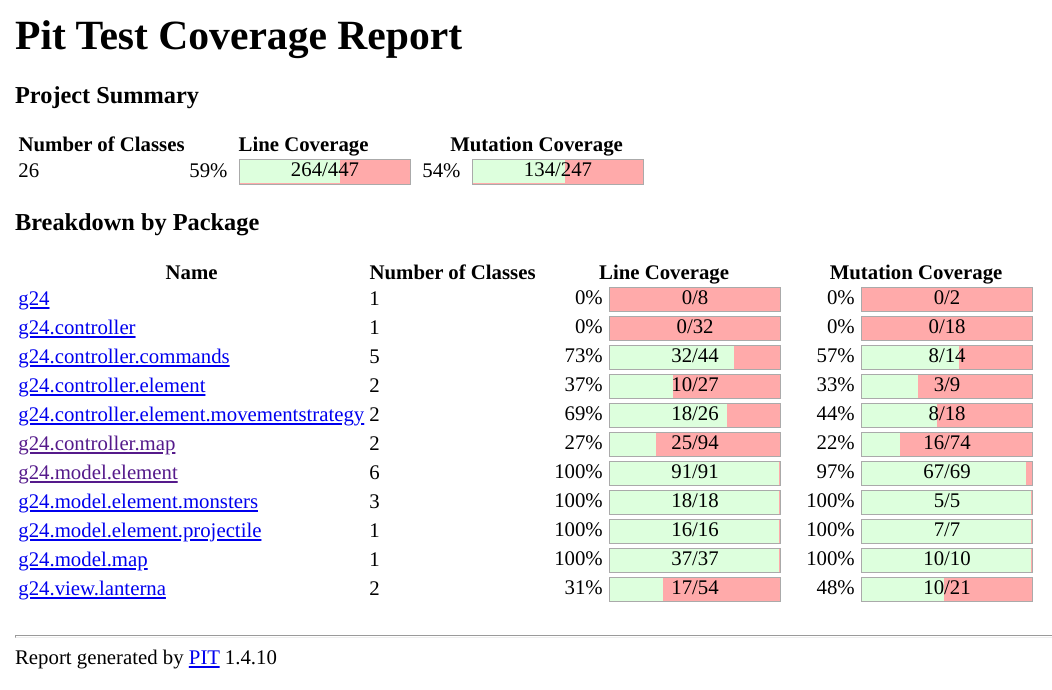 Pit Test Coverage Report
Project Summary
Number of Classes Line Coverage Mutation Coverage
26 59% 264/447 54% 134/247
Breakdown by Package
Name Number of Classes Line Coverage Mutation Coverage
g24 1 0% 0/8 0% 0/2
g24.controller 1 0% 0/32 0% 0/18
g24.controller.commands 5 73% 32/44 57% 8/14
g24.controller.element 2 37% 10/27 33% 3/9
g24.controller.element.movementstrategy 2 69% 18/26 44% 8/18
g24.controller.map 2 27% 25/94 22% 16/74
g24.model.element 6 100% 91/91 97% 67/69
g24.model.element.monsters 3 100% 18/18 100% 5/5
g24.model.element.projectile 1 100% 16/16 100% 7/7
g24.model.map 1 100% 37/37 100% 10/10
g24.view.lanterna 2 31% 17/54 48% 10/21
Report generated by PIT 1.4.10